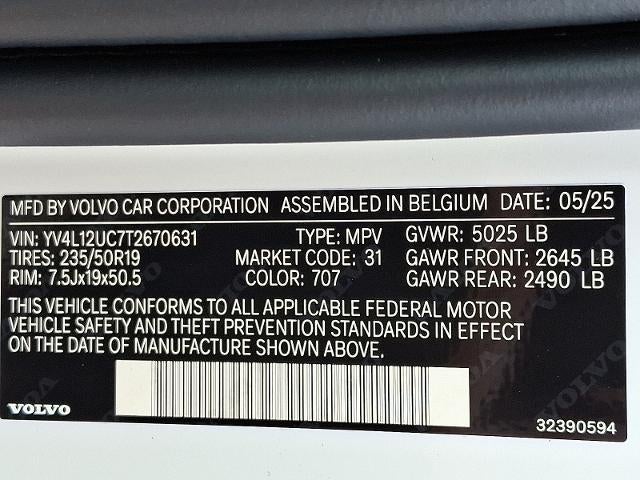 MFD BY VOLVO CAR CORPORATION ASSEMBLED IN BELGIUM DATE: 05/25
VIN: YV4L12UC7T2670631 TYPE: MPV GVWR: 5025 LB
TIRES: 235/50R19 MARKET CODE: 31 GAWR FRONT: 2645 LB
RIM: 7.5Jx19x50.5 COLOR: 707 GAWR REAR: 2490 LB
THIS VEHICLE CONFORMS TO ALL APPLICABLE FEDERAL MOTOR
VEHICLE SAFETY AND THEFT PREVENTION STANDARDS IN EFFECT
ON THE DATE OF MANUFACTURE SHOWN ABOVE.
VOLVO
32390594